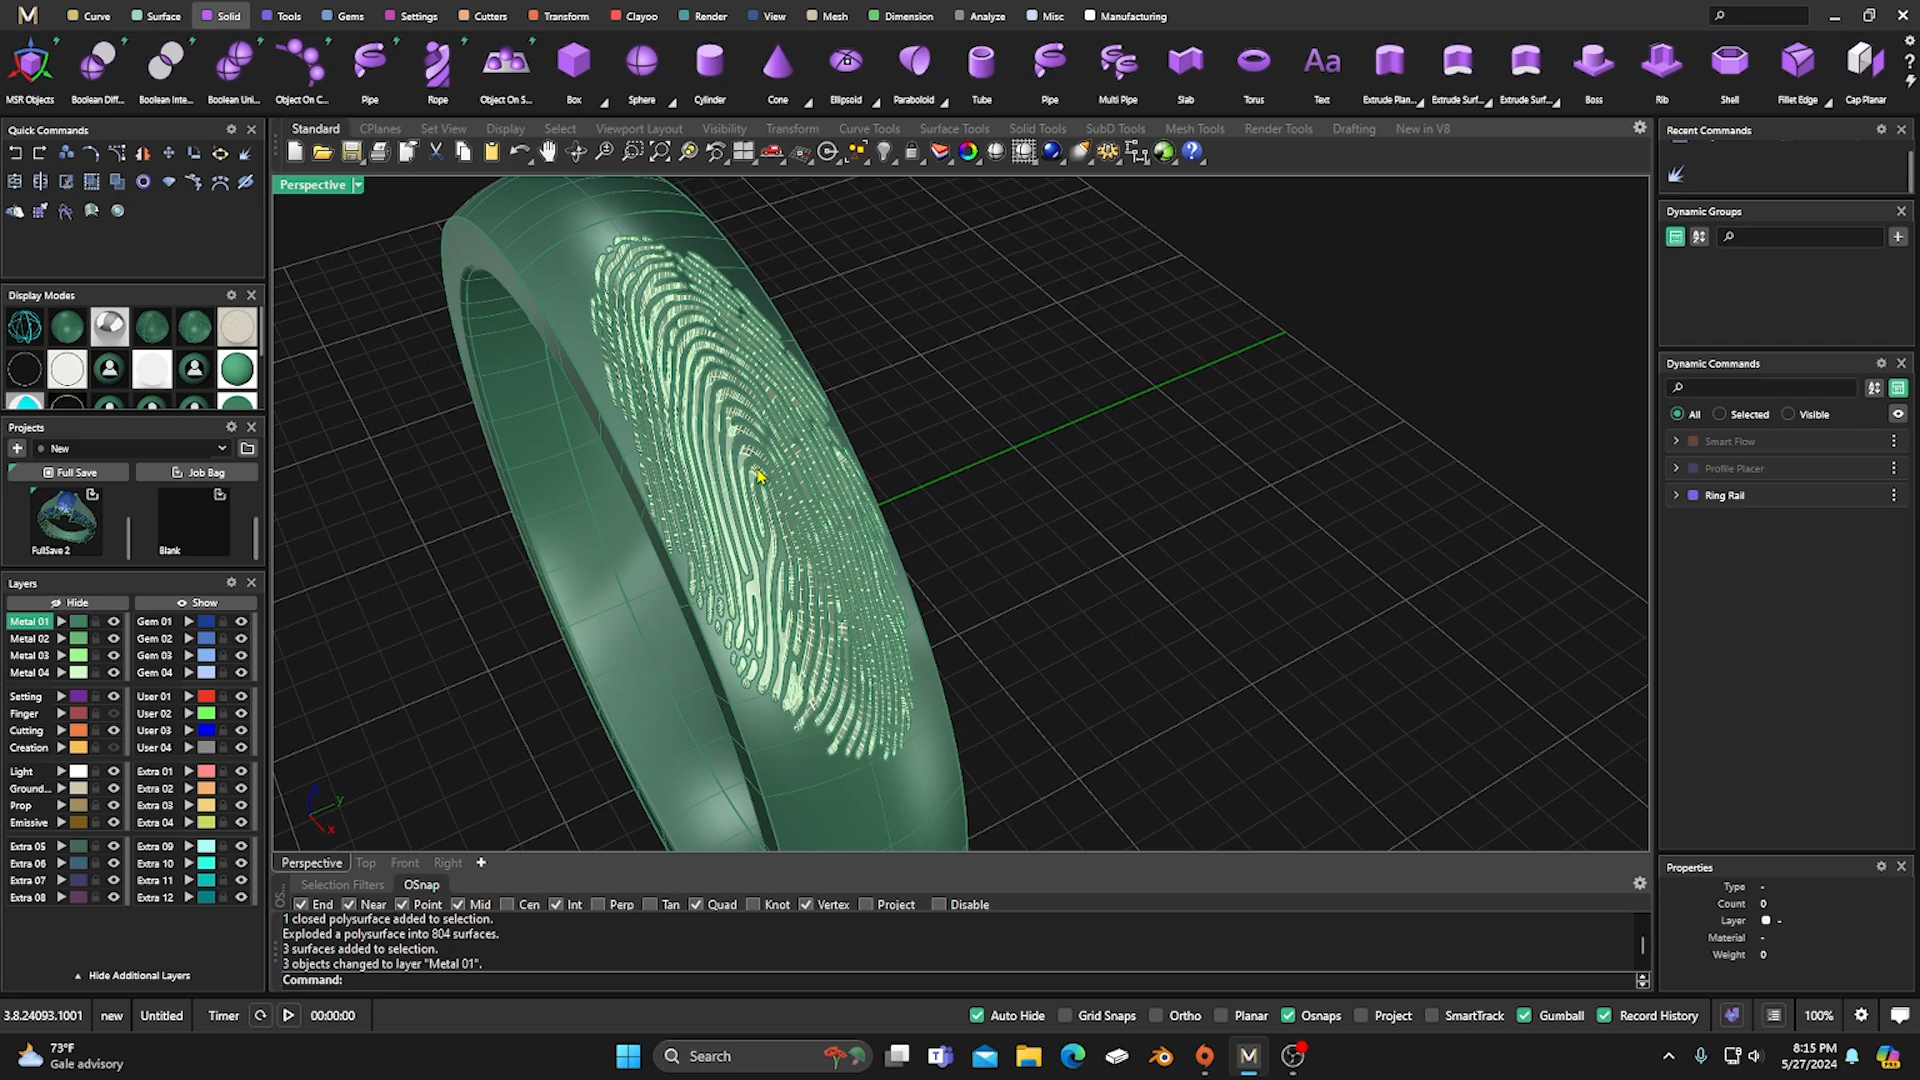 Curve Surface Solid Tools Gems Settings Cutters Transform Clayoo Render View Mesh Dimension Analyze Misc Manufacturing
MSR Objects Boolean Diff... Boolean Inte... Boolean Uni... Object On C... Pipe Rope Object On S... Box Sphere Cylinder Cone Ellipsoid Paraboloid Tube Pipe Multi Pipe Slab Torus Text Extrude Plan... Extrude Surf... Extrude Surf... Boss Rib Shell Fillet Edge Cap Planar
Quick Commands
Standard CPlanes Set View Display Select Viewport Layout Visibility Transform Curve Tools Surface Tools Solid Tools SubD Tools Mesh Tools Render Tools Drafting New in V8
Recent Commands
Perspective
Dynamic Groups
Display Modes
Dynamic Commands
All Selected Visible
Smart Flow
Profile Placer
Ring Rail
Projects
New
Full Save Job Bag
FullSave 2 Blank
Layers
Hide Show
Metal 01 Gem 01
Metal 02 Gem 02
Metal 03 Gem 03
Metal 04 Gem 04
Setting User 01
Finger User 02
Cutting User 03
Creation User 04
Light Extra 01
Ground... Extra 02
Prop Extra 03
Emissive Extra 04
Extra 05 Extra 09
Extra 06 Extra 10
Extra 07 Extra 11
Extra 08 Extra 12
Hide Additional Layers
z y x
Perspective Top Front Right
Selection Filters OSnap
OS...
End Near Point Mid Cen Int Perp Tan Quad Knot Vertex Project Disable
1 closed polysurface added to selection.
Exploded a polysurface into 804 surfaces.
3 surfaces added to selection.
3 objects changed to layer "Metal 01".
Command:
Properties
Type -
Count 0
Layer -
Material -
Weight 0
3.8.24093.1001 new Untitled Timer 00:00:00 Auto Hide Grid Snaps Ortho Planar Osnaps Project SmartTrack Gumball Record History 100%
73°F
Gale advisory
Search
8:15 PM
5/27/2024